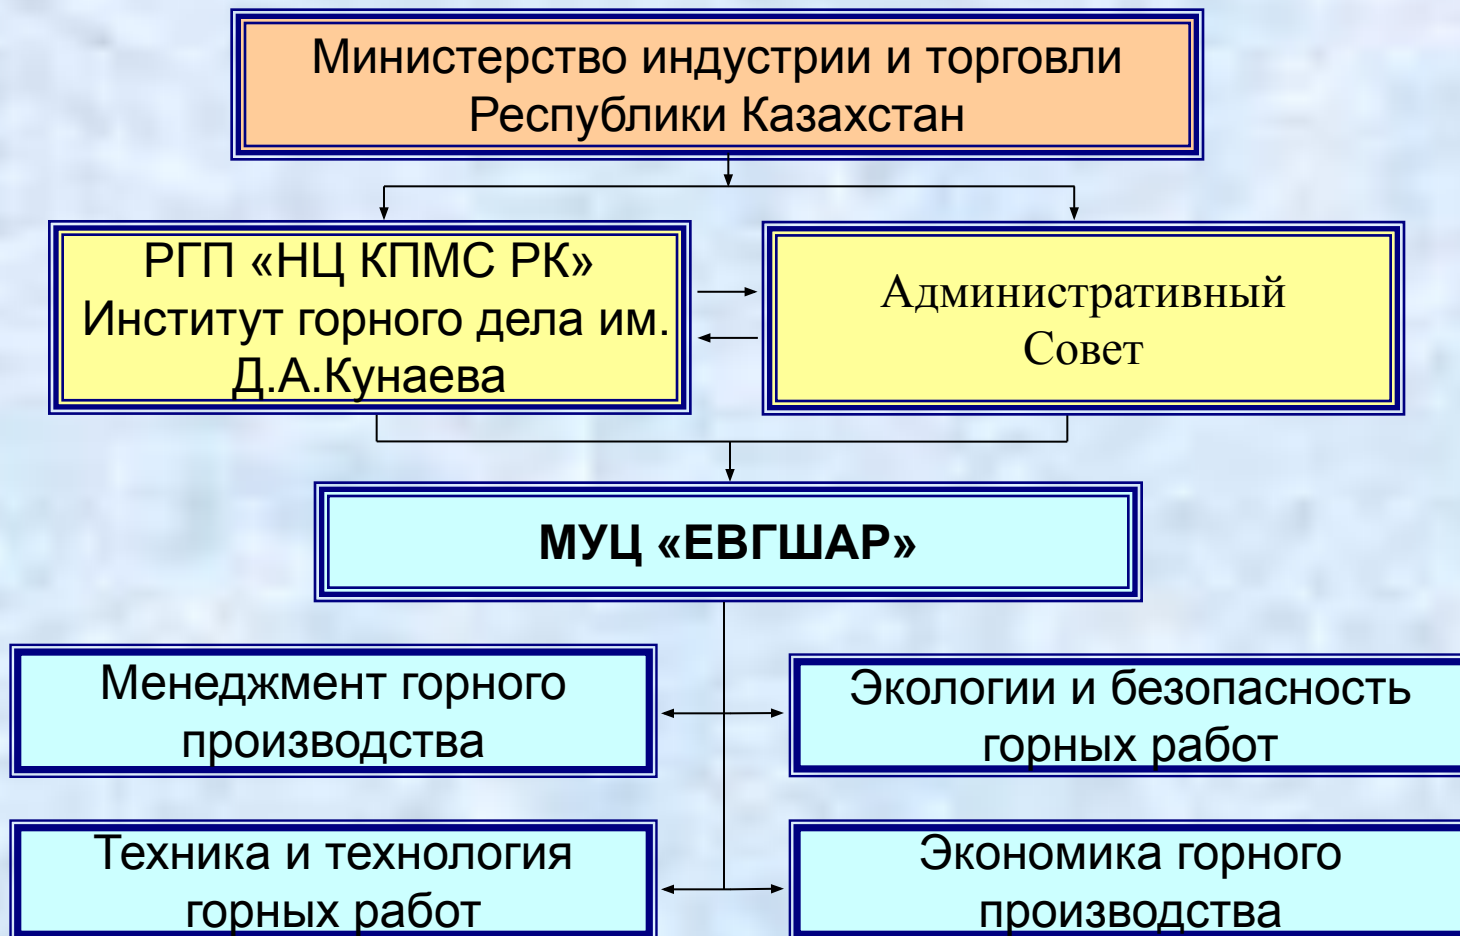 Министерство индустрии и торговли
Республики Казахстан
РГП «НЦ КПМС РК»
Институт горного дела им.
Д.А.Кунаева
Административный
Совет
МУЦ «ЕВГШАР»
Менеджмент горного
производства
Экологии и безопасность
горных работ
Техника и технология
горных работ
Экономика горного
производства